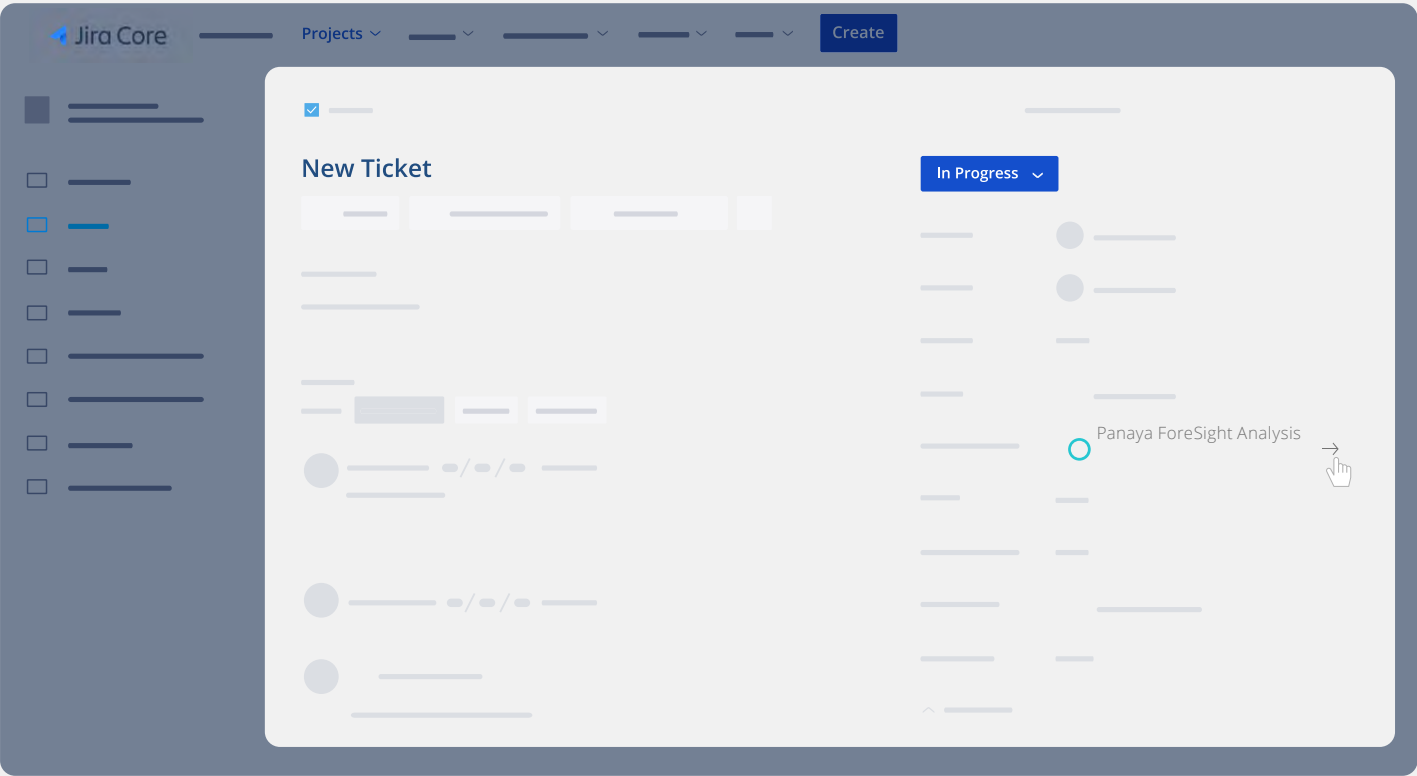 Jira Core
Projects
Create
New Ticket
In Progress
Panaya ForeSight Analysis